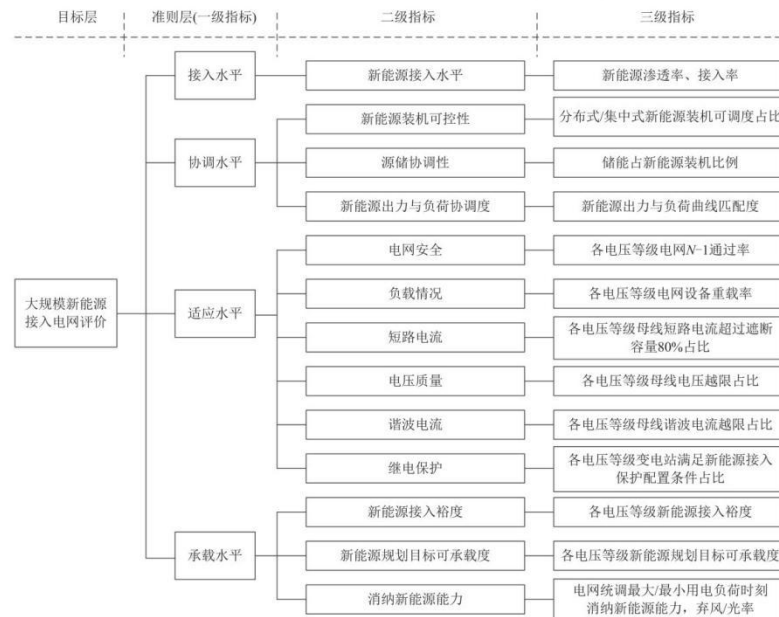 目标层 准则层(一级指标) 二级指标 三级指标
接入水平 新能源接入水平 新能源渗透率、接入率
新能源装机可控性 分布式/集中式新能源装机可调度占比
协调水平 源储协调性 储能占新能源装机比例
新能源出力与负荷协调度 新能源出力与负荷曲线匹配度
电网安全 各电压等级电网N-1通过率
大规模新能源
接入电网评价
适应水平
负载情况 各电压等级电网设备重载率
短路电流 各电压等级母线短路电流超过遮断
容量80%占比
电压质量 各电压等级母线电压越限占比
谐波电流 各电压等级母线谐波电流越限占比
继电保护 各电压等级变电站满足新能源接入
保护配置条件占比
新能源接入裕度 各电压等级新能源接入裕度
承载水平 新能源规划目标可承载度 各电压等级新能源规划目标可承载度
消纳新能源能力 电网统调最大/最小用电负荷时刻
消纳新能源能力，弃风/光率